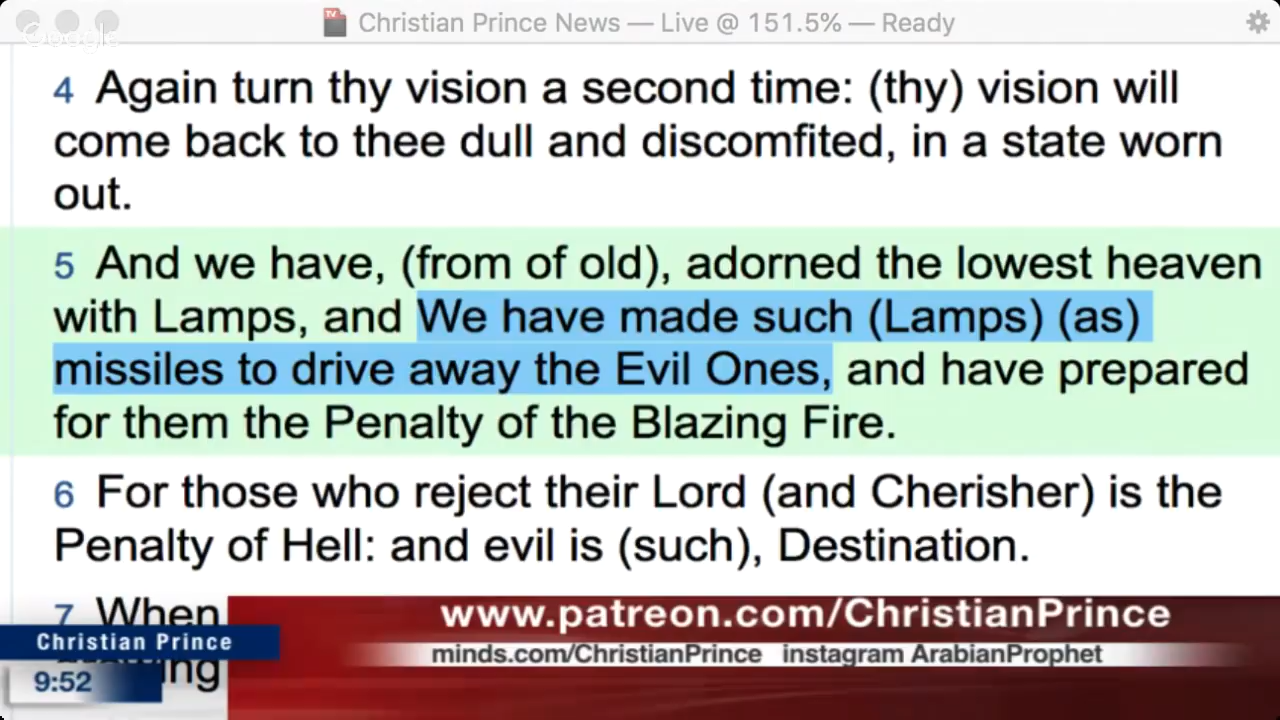 Christian Prince News — Live @ 151.5% — Ready
Google
4 Again turn thy vision a second time: (thy) vision will
come back to thee dull and discomfited, in a state worn
out.
5 And we have, (from of old), adorned the lowest heaven
with Lamps, and We have made such (Lamps) (as)
missiles to drive away the Evil Ones, and have prepared
for them the Penalty of the Blazing Fire.
6 For those who reject their Lord (and Cherisher) is the
Penalty of Hell: and evil is (such), Destination.
7 When
www.patreon.com/ChristianPrince
Christian Prince
minds.com/ChristianPrince instagram ArabianProphet
9:52